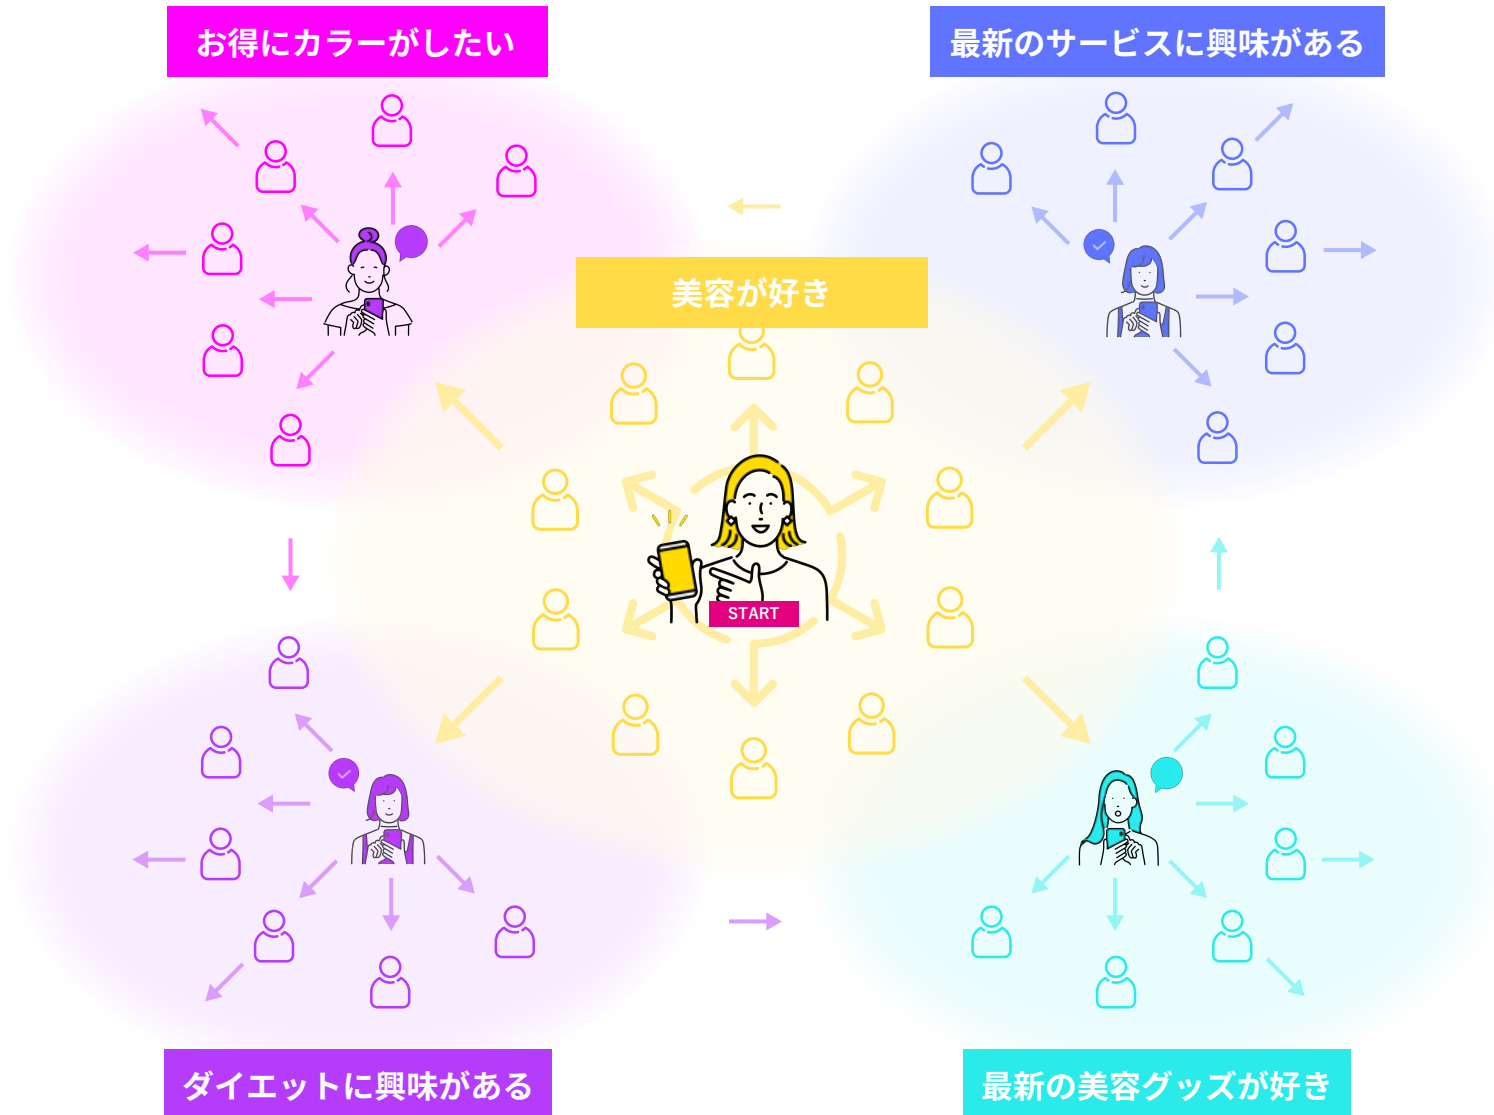 お得にカラーがしたい
最新のサービスに興味がある
美容が好き
START
ダイエットに興味がある
最新の美容グッズが好き